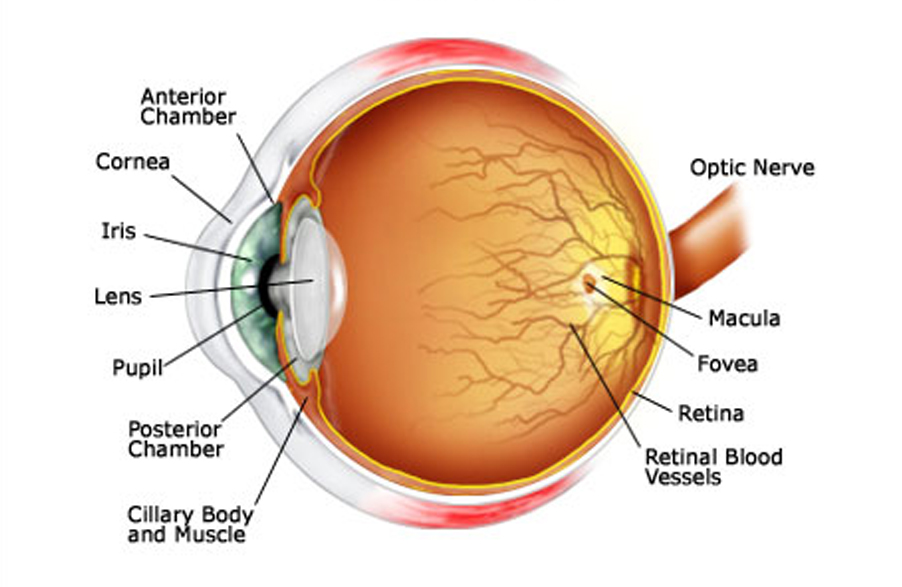 Anterior
Chamber
Cornea
Iris
Lens
Pupil
Posterior
Chamber
Cillary Body
and Muscle
Optic Nerve
Macula
Fovea
Retina
Retinal Blood
Vessels